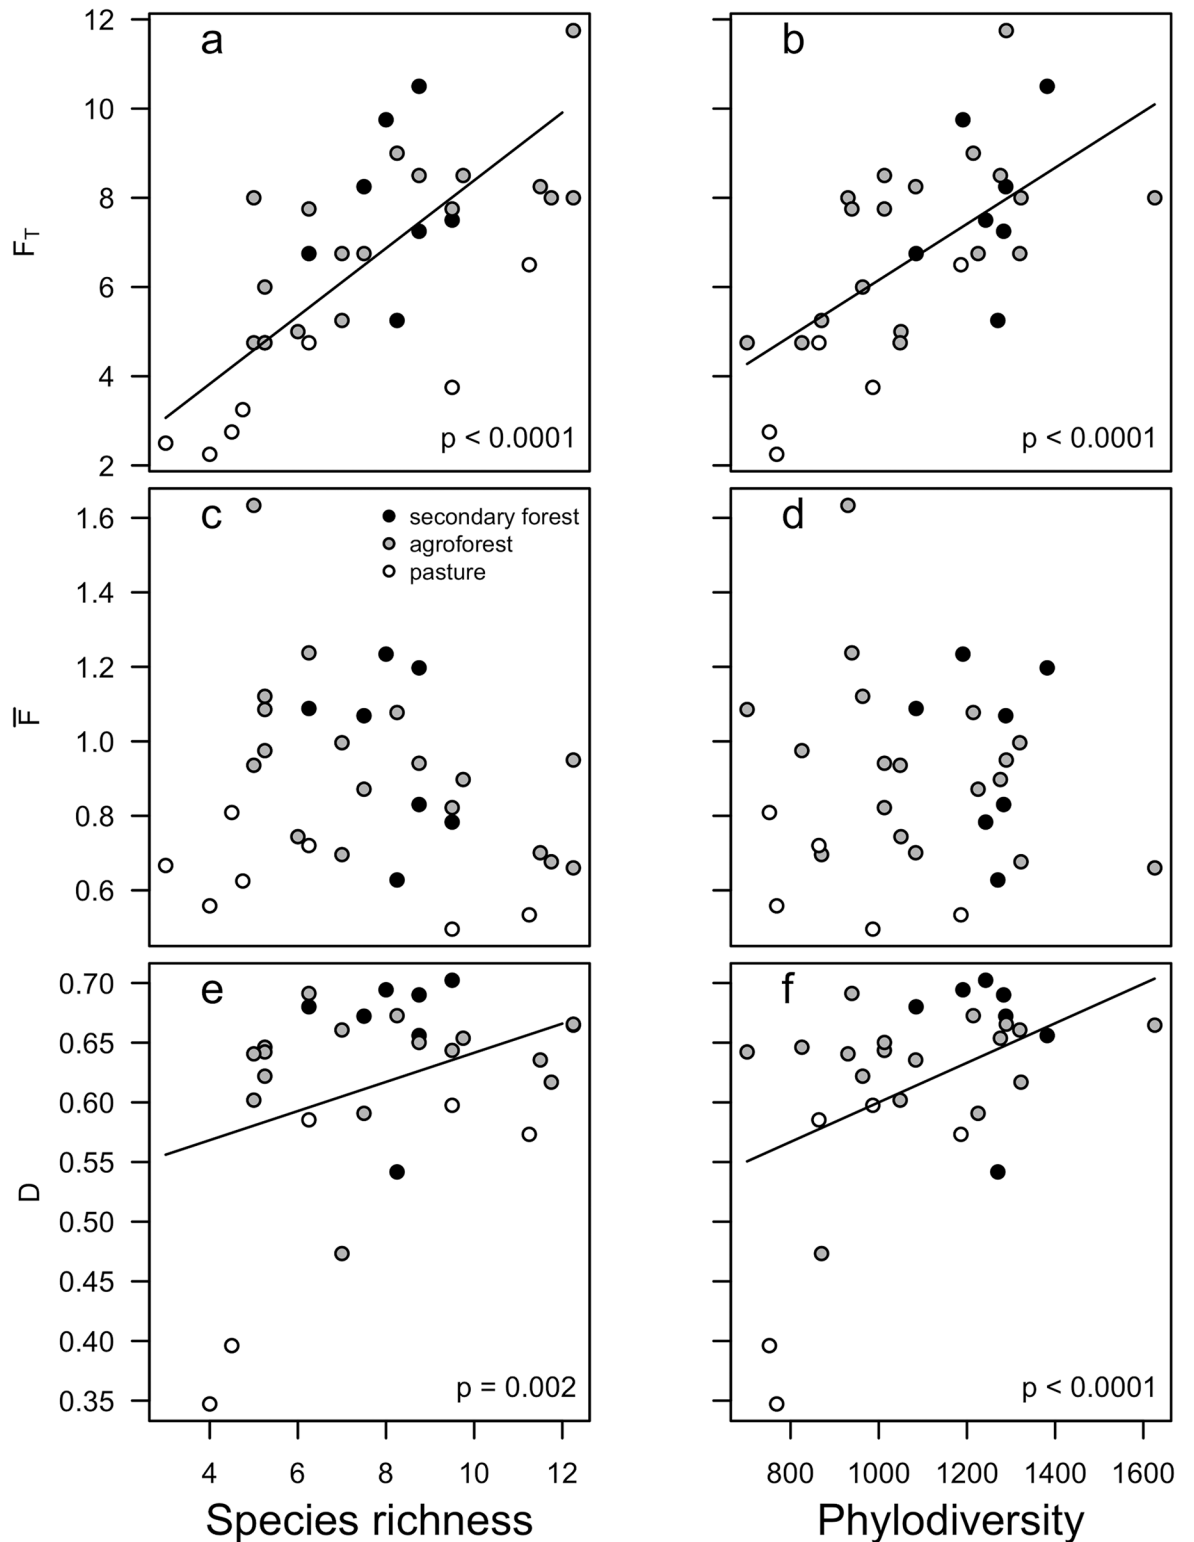 a
b
12
10
8
6
4
2
FT
p < 0.0001
p < 0.0001
c
d
secondary forest
agroforest
pasture
1.6
1.4
1.2
1.0
0.8
0.6
F̅
e
f
0.70
0.65
0.60
0.55
0.50
0.45
0.40
0.35
D
p = 0.002
p < 0.0001
4 6 8 10 12
800 1000 1200 1400 1600
Species richness
Phylodiversity